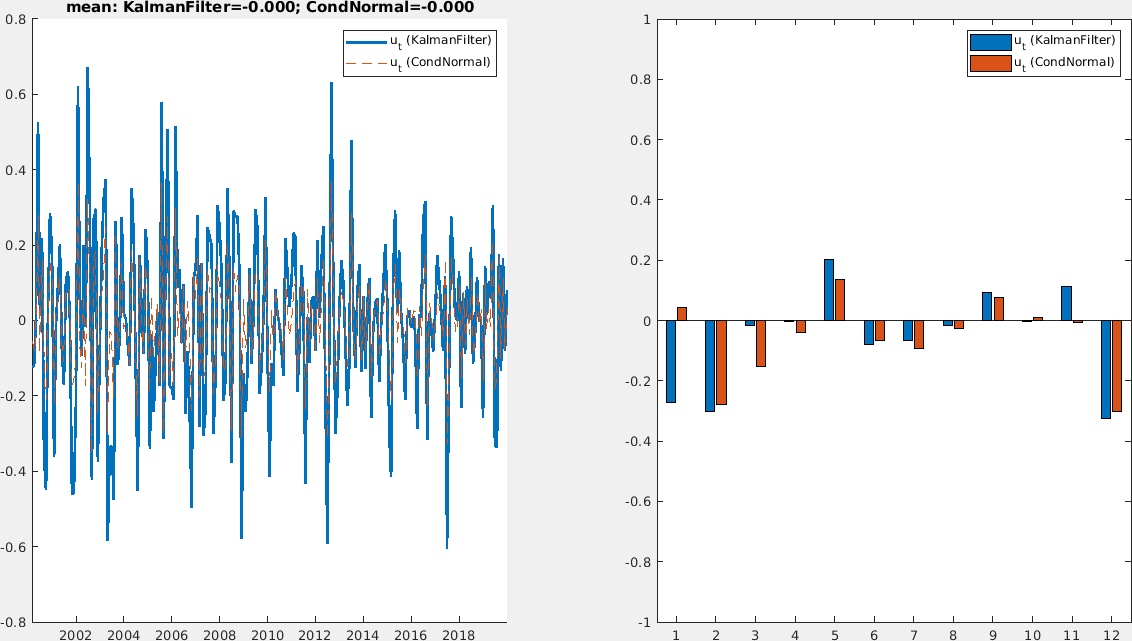 mean: KalmanFilter=-0.000; CondNormal=-0.000
0.8
0.6
0.4
0.2
0
-0.2
-0.4
-0.6
-0.8
2002 2004 2006 2008 2010 2012 2014 2016 2018
u_t (KalmanFilter)
u_t (CondNormal)
1
0.8
0.6
0.4
0.2
0
-0.2
-0.4
-0.6
-0.8
-1
1 2 3 4 5 6 7 8 9 10 11 12
u_t (KalmanFilter)
u_t (CondNormal)